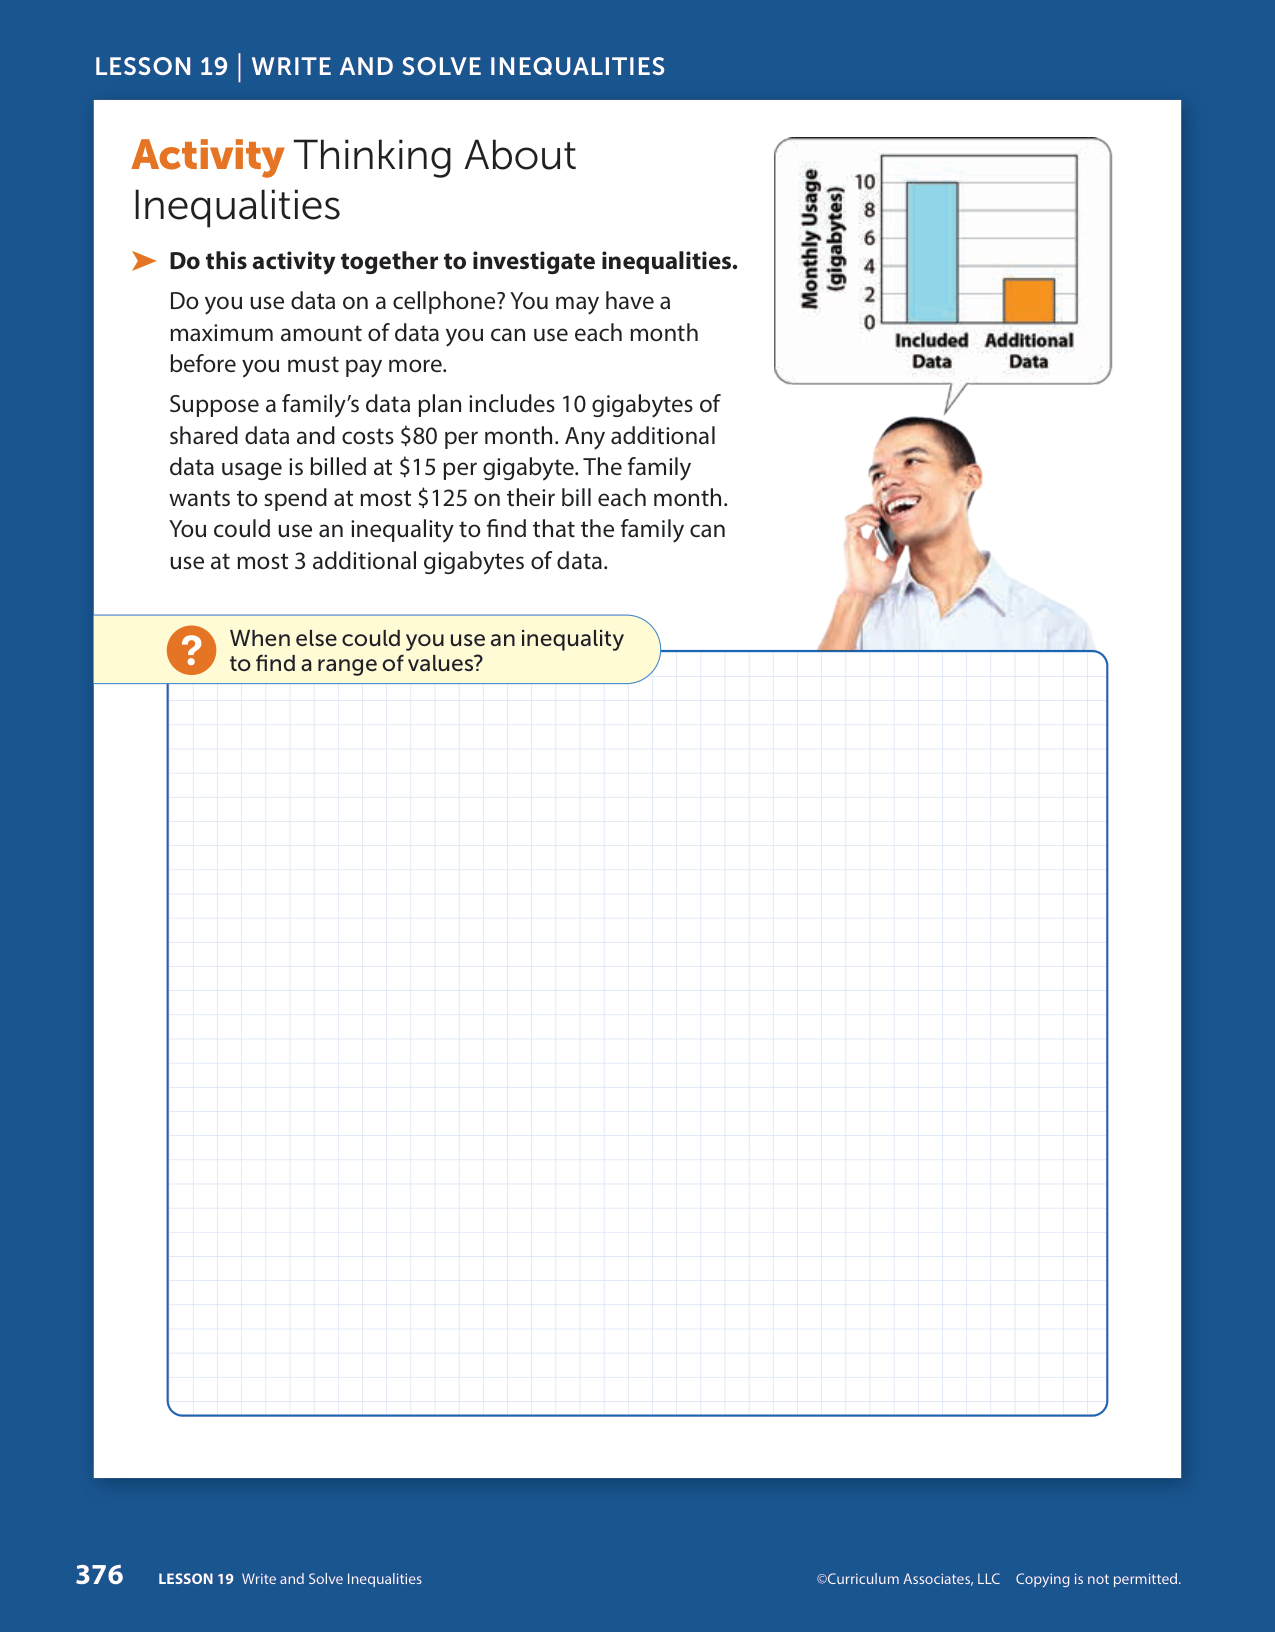 LESSON 19 | WRITE AND SOLVE INEQUALITIES
Activity Thinking About
Inequalities
➤ Do this activity together to investigate inequalities.
Do you use data on a cellphone? You may have a
maximum amount of data you can use each month
before you must pay more.
Suppose a family’s data plan includes 10 gigabytes of
shared data and costs $80 per month. Any additional
data usage is billed at $15 per gigabyte. The family
wants to spend at most $125 on their bill each month.
You could use an inequality to find that the family can
use at most 3 additional gigabytes of data.
Monthly Usage
(gigabytes)
10
8
6
4
2
0
Included Additional
Data Data
? When else could you use an inequality
to find a range of values?
376 LESSON 19 Write and Solve Inequalities ©Curriculum Associates, LLC Copying is not permitted.